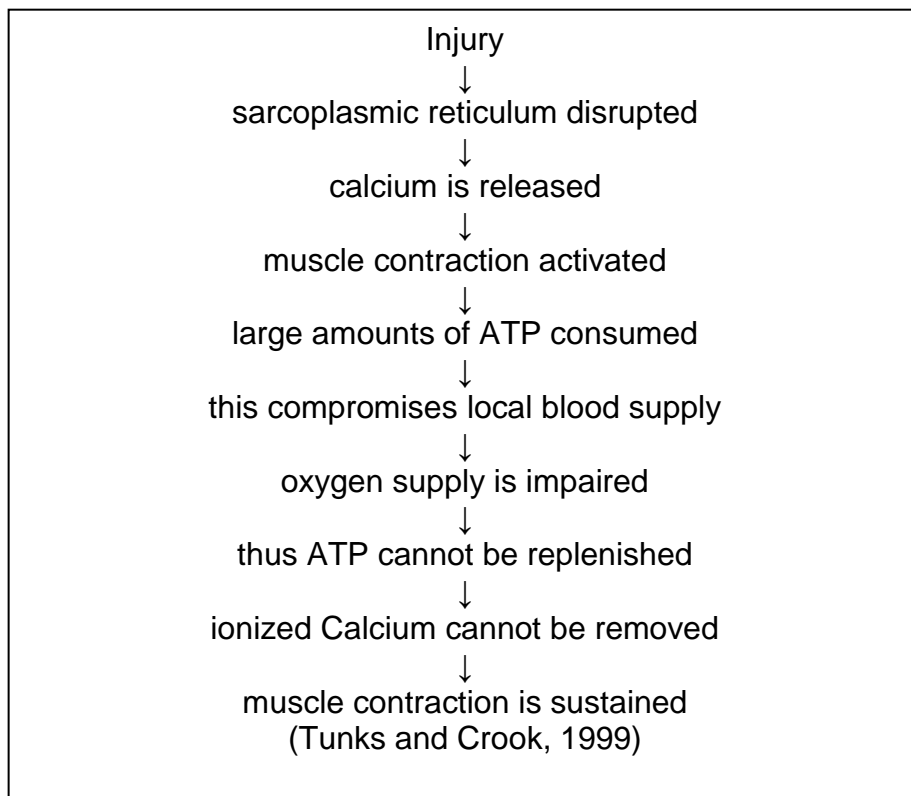 Injury
↓
sarcoplasmic reticulum disrupted
↓
calcium is released
↓
muscle contraction activated
↓
large amounts of ATP consumed
↓
this compromises local blood supply
↓
oxygen supply is impaired
↓
thus ATP cannot be replenished
↓
ionized Calcium cannot be removed
↓
muscle contraction is sustained
(Tunks and Crook, 1999)